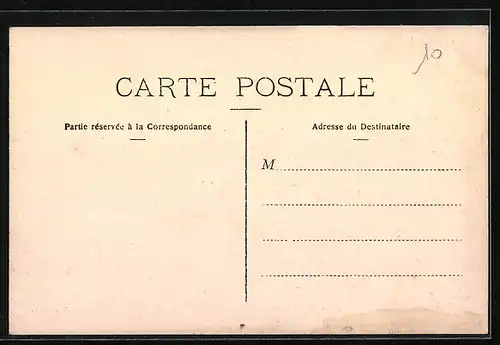 10
CARTE POSTALE
Partie réservée à la Correspondance
Adresse du Destinataire
M